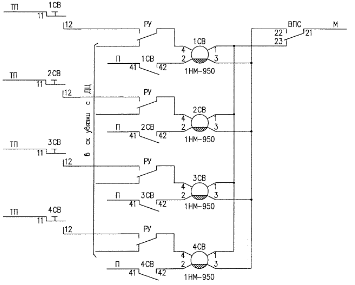 ТП 1СВ РУ 1СВ ВПС М
11 12 4 1 22 21
П 1СВ 2 3 23
41 42 1НМ-950
ТП 2СВ РУ 2СВ
11 12 4 1
П 2СВ 2 3
41 42 1НМ-950
ТП 3СВ РУ 3СВ
11 12 4 1
П 3СВ 2 3
41 42 1НМ-950
ТП 4СВ РУ 4СВ
11 12 4 1
П 4СВ 2 3
41 42 1НМ-950
В сх увязки с ДЦ